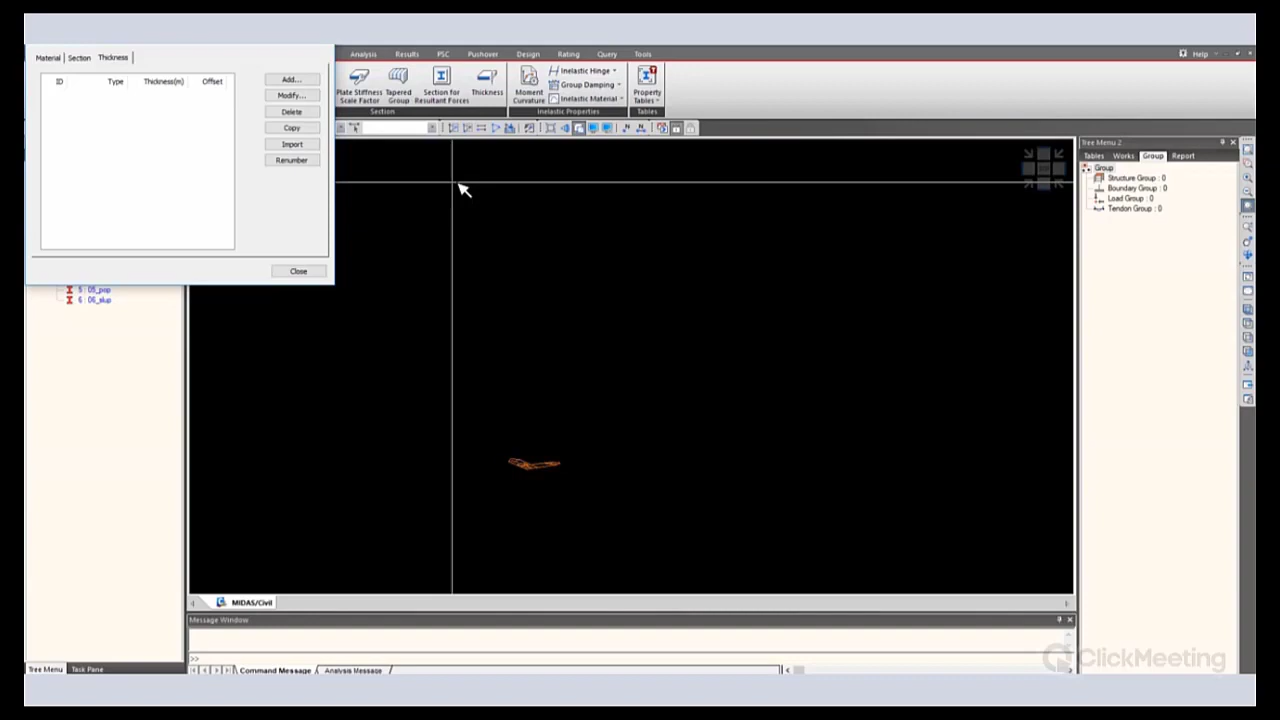 Material Section Thickness
Analysis Results PSC Pushover Design Rating Query Tools
Help
ID Type Thickness(m) Offset
Add...
Modify...
Delete
Copy
Import
Renumber
Close
Plate Stiffness Scale Factor
Tapered Group
Section for Resultant Forces
Thickness
Moment Curvature
Inelastic Hinge
Group Damping
Inelastic Material
Property Tables
Section
Inelastic Properties
Tables
Tree Menu 2
Tables Works Group Report
Group
Structure Group : 0
Boundary Group : 0
Load Group : 0
Tendon Group : 0
5 : 05_pop
6 : 06_slup
MIDAS/Civil
Message Window
>>
Tree Menu Task Pane
Command Message Analysis Message
ClickMeeting